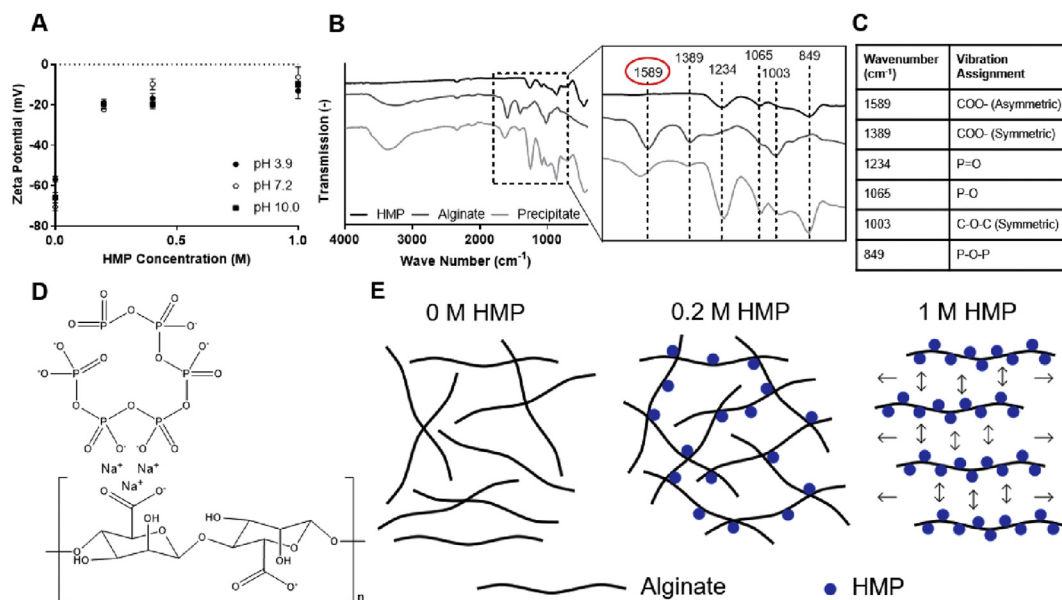 A
0
-20
-40
-60
-80
Zeta Potential (mV)
pH 3.9
pH 7.2
pH 10.0
0.0
0.5
1.0
HMP Concentration (M)
B
Transmission (-)
HMP
Alginate
Precipitate
4000
3000
2000
1000
Wave Number (cm-1)
1589
1389
1234
1065
1003
849
C
Wavenumber (cm-1)
Vibration Assignment
1589
COO- (Asymmetric)
1389
COO- (Symmetric)
1234
P=O
1065
P-O
1003
C-O-C (Symmetric)
849
P-O-P
D
O
O
O
O
O
P
P
O-
-O
O
O
O-
-O
P
P
O
O
O
P
P
O
O
O
O-
-O
O
Na+
Na+
Na+
O
O-
OH
HO
O
O
HO
O
O
OH
O
O
O-
n
E
0 M HMP
0.2 M HMP
1 M HMP
Alginate
HMP